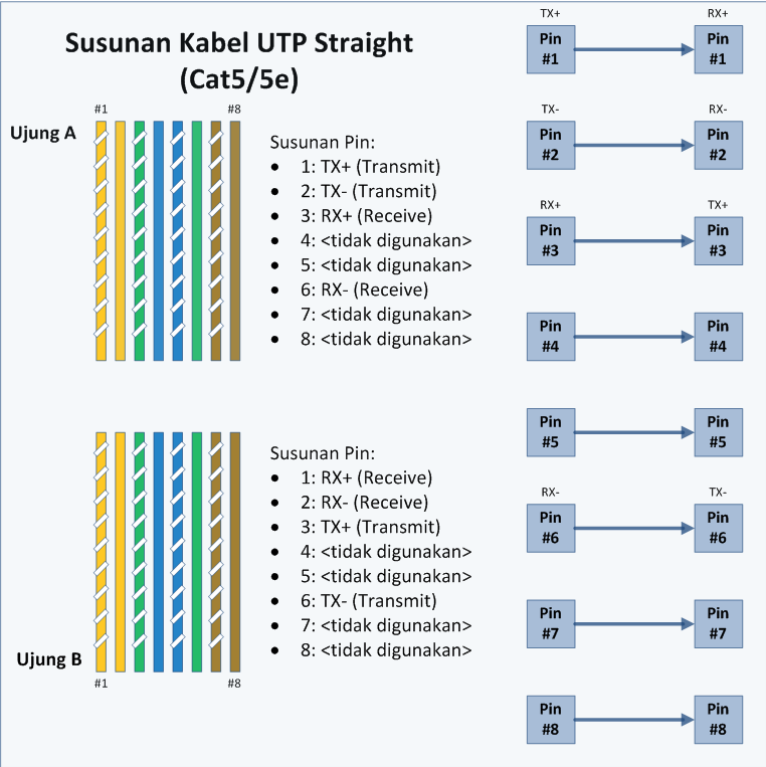 Susunan Kabel UTP Straight
(Cat5/5e)
#1
#8
Ujung A
Susunan Pin:
• 1: TX+ (Transmit)
• 2: TX- (Transmit)
• 3: RX+ (Receive)
• 4: <tidak digunakan>
• 5: <tidak digunakan>
• 6: RX- (Receive)
• 7: <tidak digunakan>
• 8: <tidak digunakan>
Susunan Pin:
• 1: RX+ (Receive)
• 2: RX- (Receive)
• 3: TX+ (Transmit)
• 4: <tidak digunakan>
• 5: <tidak digunakan>
• 6: TX- (Transmit)
• 7: <tidak digunakan>
• 8: <tidak digunakan>
Ujung B
#1
#8
TX+
RX+
Pin
#1
Pin
#1
TX-
RX-
Pin
#2
Pin
#2
RX+
TX+
Pin
#3
Pin
#3
Pin
#4
Pin
#4
Pin
#5
Pin
#5
RX-
TX-
Pin
#6
Pin
#6
Pin
#7
Pin
#7
Pin
#8
Pin
#8